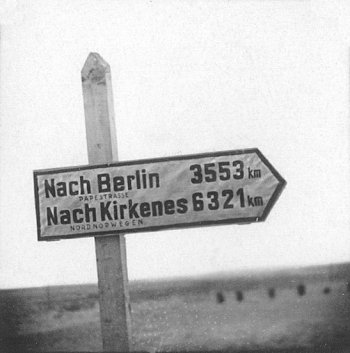 Nach Berlin 3553 km
PAPESTRASSE
Nach Kirkenes 6321 km
NORDNORWEGEN